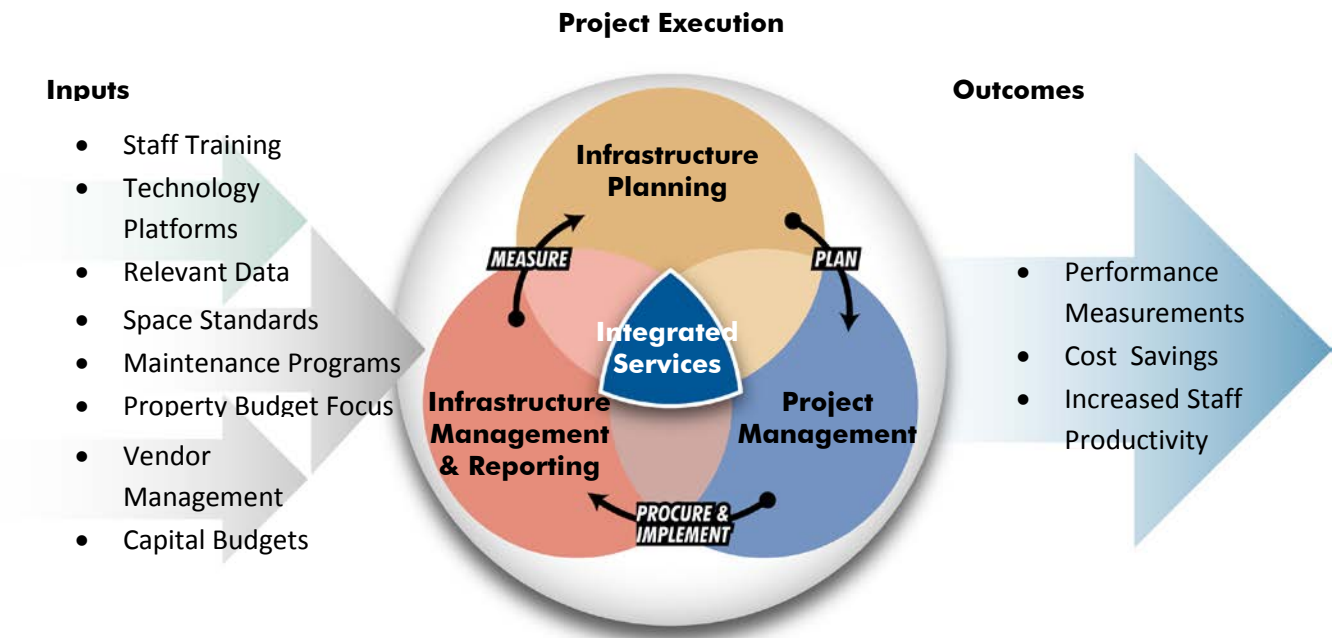 Project Execution
Inputs
• Staff Training
• Technology
Platforms
• Relevant Data
• Space Standards
• Maintenance Programs
• Property Budget Focus
• Vendor
Management
• Capital Budgets
Infrastructure
Planning
MEASURE
PLAN
Integrated
Services
Infrastructure
Management
& Reporting
Project
Management
PROCURE &
IMPLEMENT
Outcomes
• Performance
Measurements
• Cost Savings
• Increased Staff
Productivity